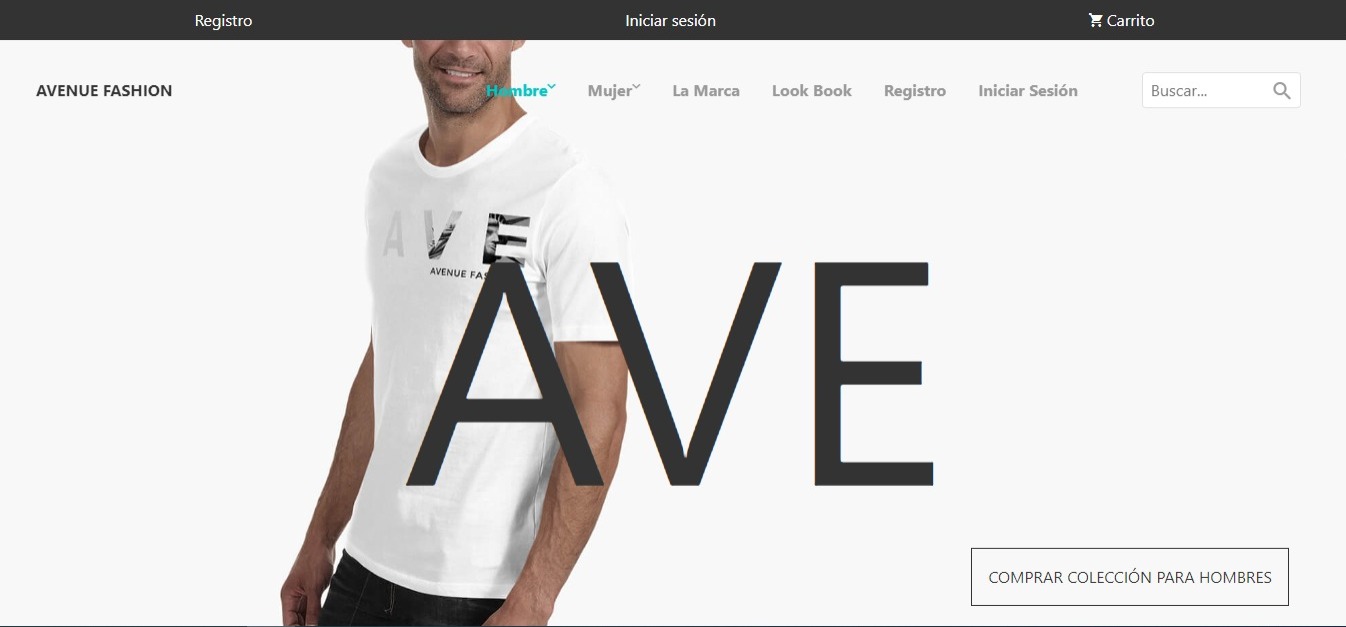 Registro Iniciar sesión Carrito
AVENUE FASHION Hombre Mujer La Marca Look Book Registro Iniciar Sesión Buscar...
AVE
AVENUE FAS
AVE
COMPRAR COLECCIÓN PARA HOMBRES